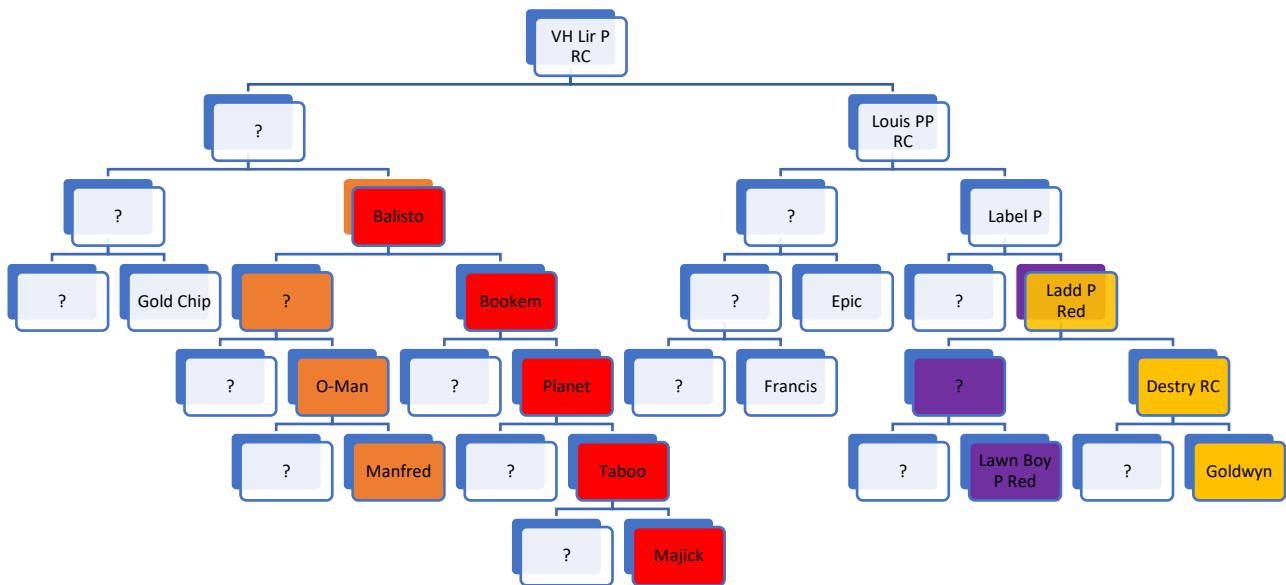 VH Lir P
RC
?
Louis PP
RC
?
Balisto
?
Label P
?
Gold Chip
?
Bookem
?
Epic
?
Ladd P
Red
?
O-Man
?
Planet
?
Francis
?
Destry RC
?
Manfred
?
Taboo
?
Lawn Boy
P Red
?
Goldwyn
?
Majick